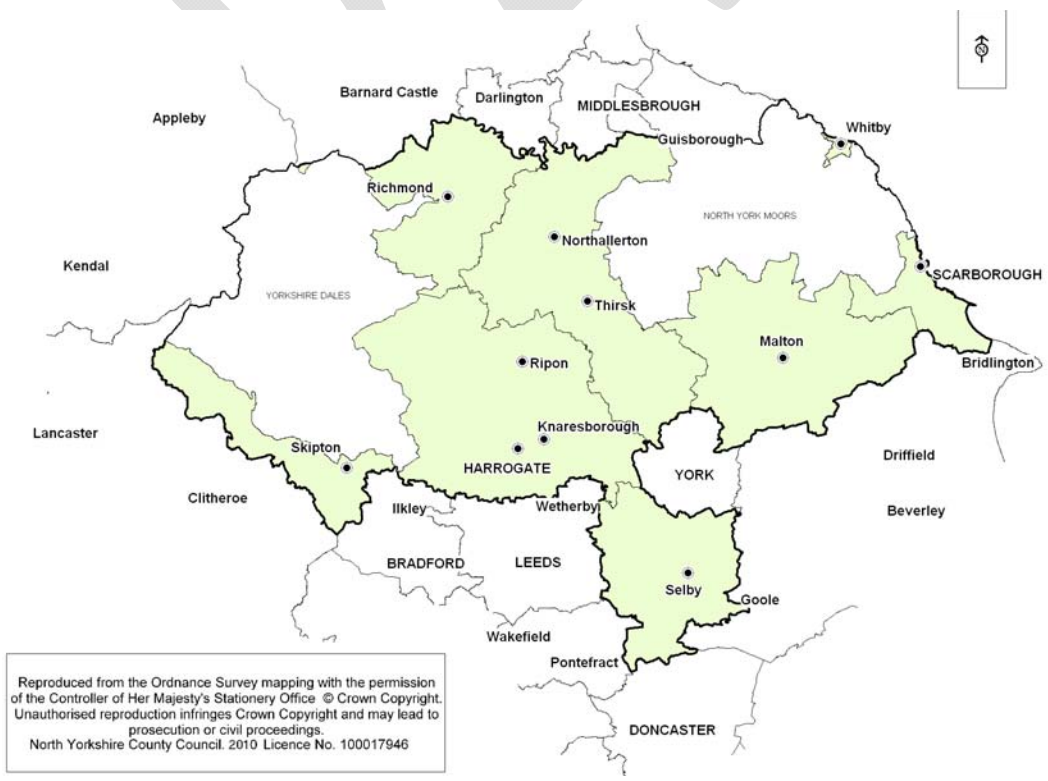 N
Barnard Castle
Darlington
MIDDLESBROUGH
Appleby
Whitby
Guisborough
Richmond
NORTH YORK MOORS
Northallerton
Kendal
SCARBOROUGH
YORKSHIRE DALES
Thirsk
Malton
Ripon
Bridlington
Knaresborough
Lancaster
Skipton
Driffield
HARROGATE
YORK
Clitheroe
Ilkley
Wetherby
Beverley
BRADFORD
LEEDS
Selby
Goole
Wakefield
Pontefract
DONCASTER
Reproduced from the Ordnance Survey mapping with the permission
of the Controller of Her Majesty's Stationery Office © Crown Copyright.
Unauthorised reproduction infringes Crown Copyright and may lead to
prosecution or civil proceedings.
North Yorkshire County Council. 2010 Licence No. 100017946